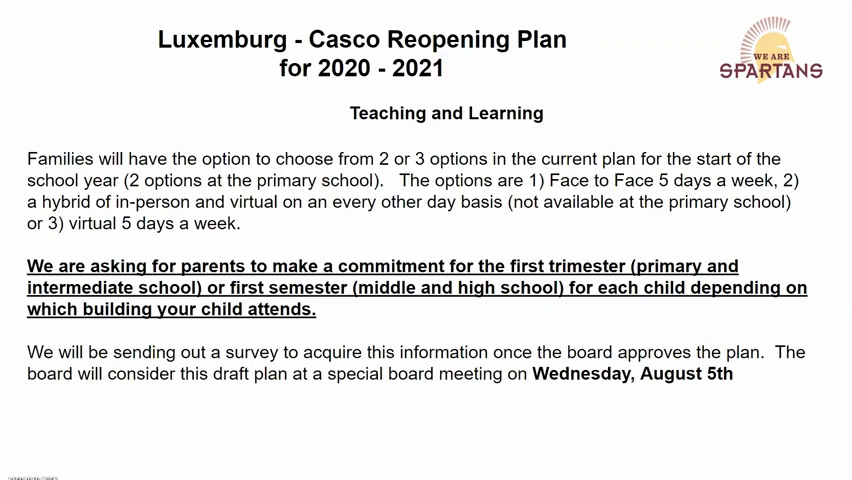 Luxemburg - Casco Reopening Plan
for 2020 - 2021
WE ARE
SPARTANS
Teaching and Learning
Families will have the option to choose from 2 or 3 options in the current plan for the start of the
school year (2 options at the primary school).   The options are 1) Face to Face 5 days a week, 2)
a hybrid of in-person and virtual on an every other day basis (not available at the primary school)
or 3) virtual 5 days a week.
We are asking for parents to make a commitment for the first trimester (primary and
intermediate school) or first semester (middle and high school) for each child depending on
which building your child attends.
We will be sending out a survey to acquire this information once the board approves the plan.  The
board will consider this draft plan at a special board meeting on Wednesday, August 5th